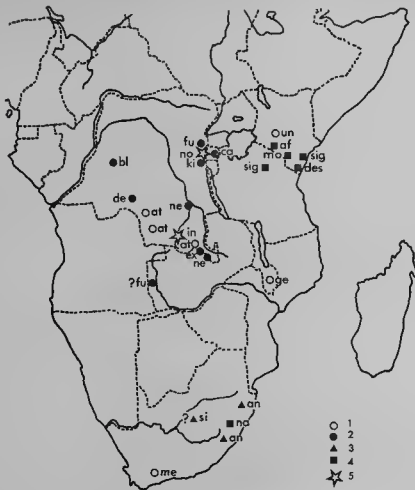 un
fu
af
no
ca
mo
sig
bl
ki
sig
des
de
ne
at
at
in
at
ex
ne
?fu
ge
an
? si
na
an
me
1
2
3
4
5